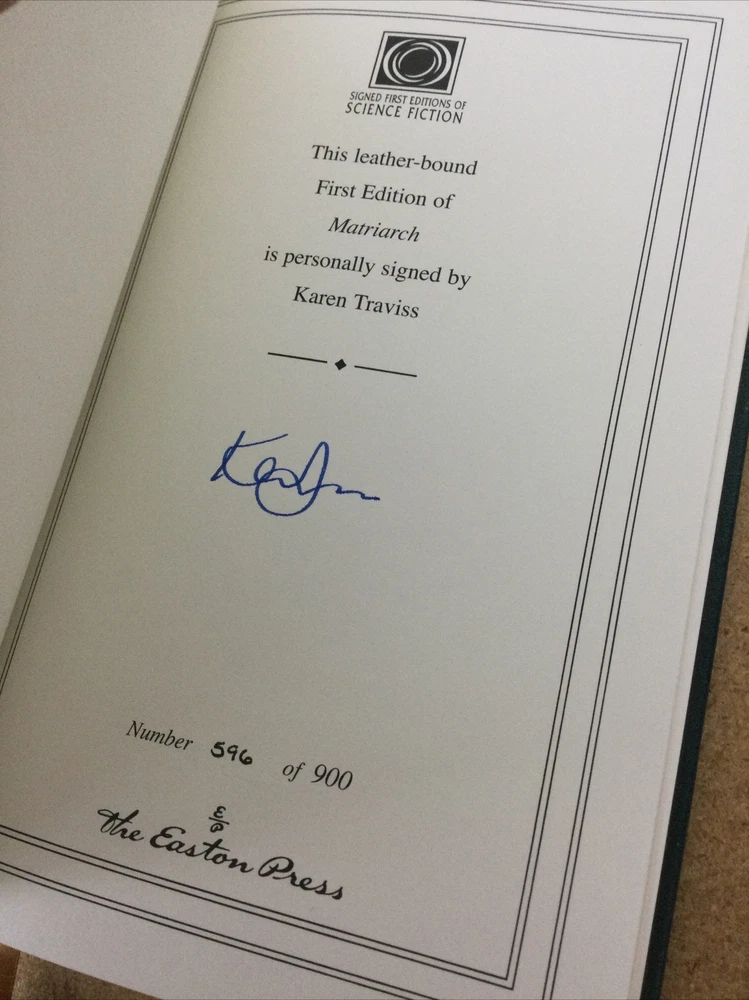 SIGNED FIRST EDITIONS OF
SCIENCE FICTION
This leather-bound
First Edition of
Matriarch
is personally signed by
Karen Traviss
Number 596 of 900
E/P
The Easton Press